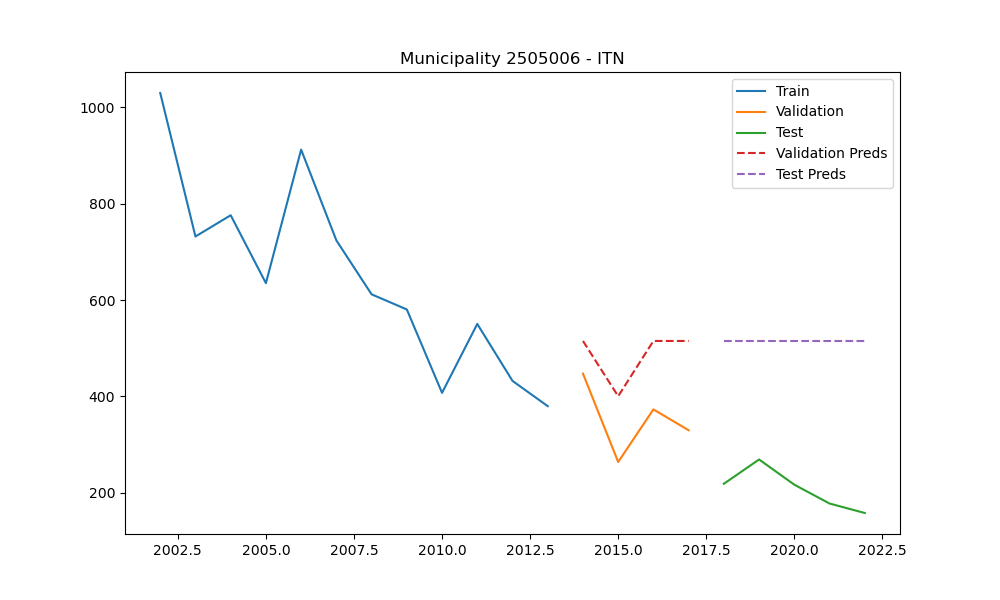 Municipality 2505006 - ITN
Train
Validation
Test
Validation Preds
Test Preds
1000
800
600
400
200
2002.5 2005.0 2007.5 2010.0 2012.5 2015.0 2017.5 2020.0 2022.5